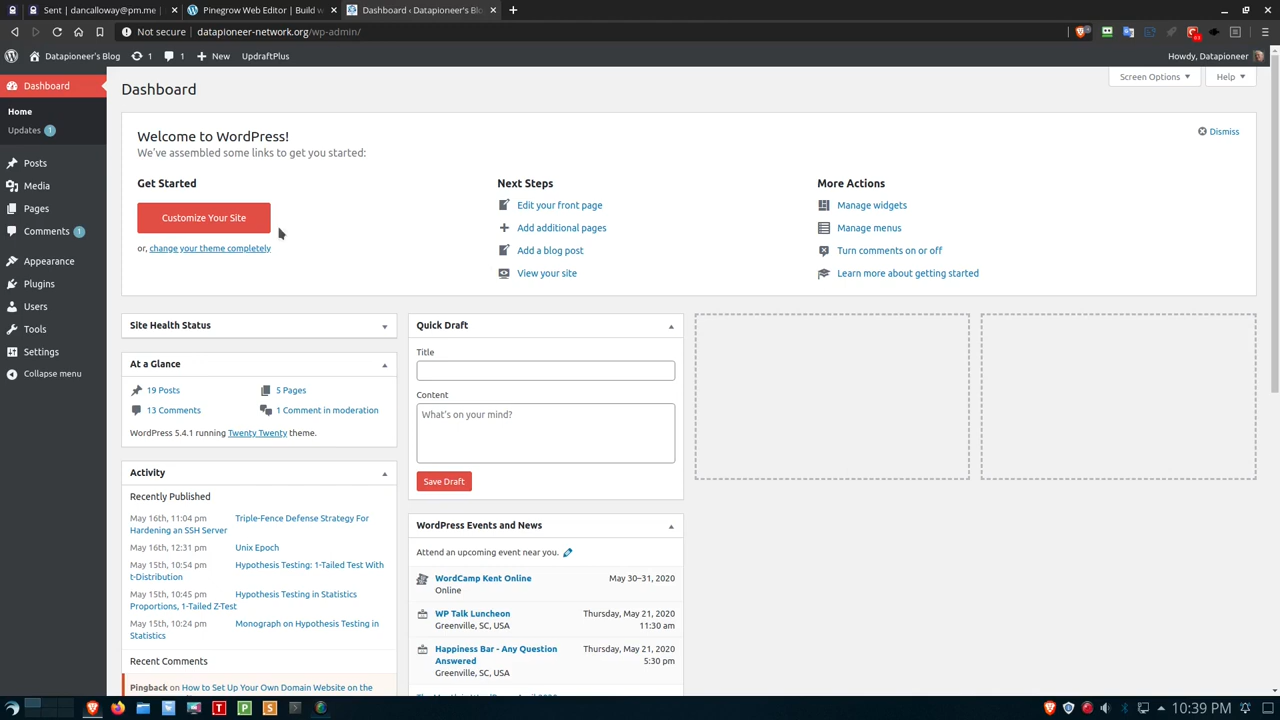 Sent | dancalloway@pm.me |
Pinegrow Web Editor | Build w
Dashboard ‹ Datapioneer's Blog
Not secure | datapioneer-network.org/wp-admin/
Datapioneer's Blog 1 1 New UpdraftPlus
Howdy, Datapioneer
Dashboard
Home
Updates 1
Posts
Media
Pages
Comments 1
Appearance
Plugins
Users
Tools
Settings
Collapse menu
Screen Options
Help
Dashboard
Welcome to WordPress!
We've assembled some links to get you started:
Dismiss
Get Started
Customize Your Site
or, change your theme completely
Next Steps
Edit your front page
Add additional pages
Add a blog post
View your site
More Actions
Manage widgets
Manage menus
Turn comments on or off
Learn more about getting started
Site Health Status
At a Glance
19 Posts
5 Pages
13 Comments
1 Comment in moderation
WordPress 5.4.1 running Twenty Twenty theme.
Activity
Recently Published
May 16th, 11:04 pm Triple-Fence Defense Strategy For
Hardening an SSH Server
May 16th, 12:31 pm Unix Epoch
May 15th, 10:54 pm Hypothesis Testing: 1-Tailed Test With
t-Distribution
May 15th, 10:45 pm Hypothesis Testing in Statistics
Proportions, 1-Tailed Z-Test
May 15th, 10:24 pm Monograph on Hypothesis Testing in
Statistics
Recent Comments
Pingback on How to Set Up Your Own Domain Website on the
Quick Draft
Title
Content
What's on your mind?
Save Draft
WordPress Events and News
Attend an upcoming event near you.
WordCamp Kent Online May 30–31, 2020
Online
WP Talk Luncheon Thursday, May 21, 2020
Greenville, SC, USA 11:30 am
Happiness Bar - Any Question Thursday, May 21, 2020
Answered 5:30 pm
Greenville, SC, USA
10:39 PM